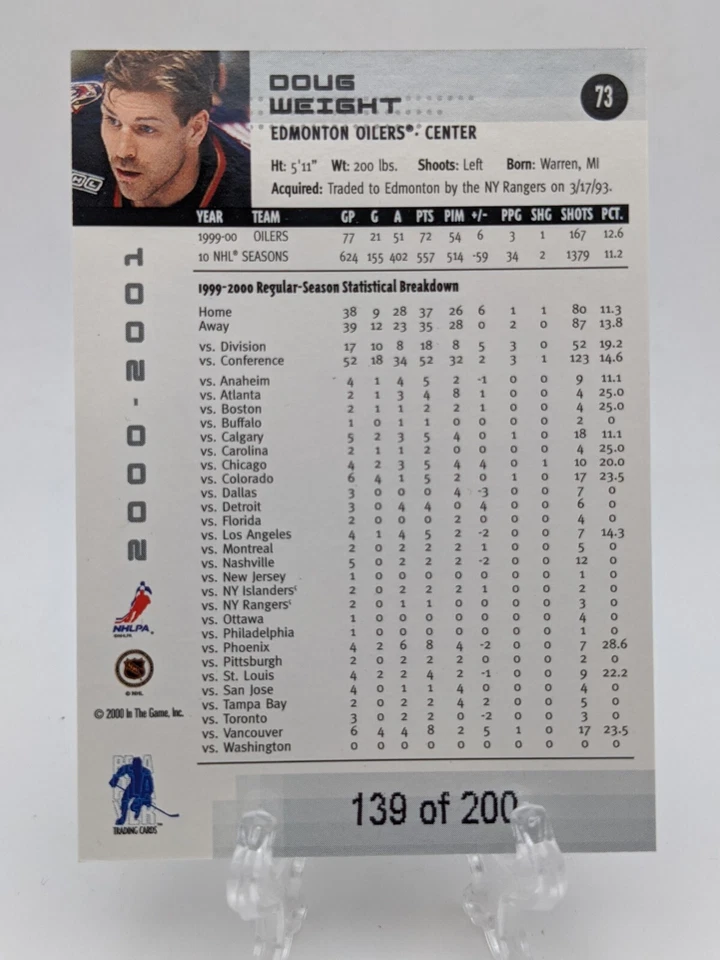 DOUG
WEIGHT
73
EDMONTON OILERS®· CENTER
Ht: 5'11" Wt: 200 lbs. Shoots: Left Born: Warren, MI
Acquired: Traded to Edmonton by the NY Rangers on 3/17/93.
YEAR TEAM GP G A PTS PIM +/- PPG SHG SHOTS PCT.
1999-00 OILERS 77 21 51 72 54 6 3 1 167 12.6
10 NHL® SEASONS 624 155 402 557 514 -59 34 2 1379 11.2
1999-2000 Regular-Season Statistical Breakdown
Home 38 9 28 37 26 6 1 1 80 11.3
Away 39 12 23 35 28 0 2 0 87 13.8
vs. Division 17 10 8 18 8 5 3 0 52 19.2
vs. Conference 52 18 34 52 32 2 3 1 123 14.6
vs. Anaheim 4 1 4 5 2 -1 0 0 9 11.1
vs. Atlanta 2 1 3 4 8 1 0 0 4 25.0
vs. Boston 2 1 1 2 2 1 0 0 4 25.0
vs. Buffalo 1 0 1 1 0 0 0 0 2 0
vs. Calgary 5 2 3 5 4 0 1 0 18 11.1
vs. Carolina 2 1 1 2 0 0 0 0 4 25.0
vs. Chicago 4 2 3 5 4 4 0 1 10 20.0
vs. Colorado 6 4 1 5 2 0 1 0 17 23.5
vs. Dallas 3 0 0 0 4 -3 0 0 7 0
vs. Detroit 3 0 4 4 0 4 0 0 6 0
vs. Florida 2 0 0 0 2 0 0 0 4 0
vs. Los Angeles 4 1 4 5 2 -2 0 0 7 14.3
vs. Montreal 2 0 2 2 2 1 0 0 5 0
vs. Nashville 5 0 2 2 2 -2 0 0 12 0
vs. New Jersey 1 0 0 0 0 0 0 0 1 0
vs. NY Islanders 2 0 2 2 2 1 0 0 2 0
vs. NY Rangers 2 0 1 1 0 0 0 0 3 0
vs. Ottawa 1 0 0 0 0 0 0 0 4 0
vs. Philadelphia 1 0 0 0 0 0 0 0 1 0
vs. Phoenix 4 2 6 8 4 -2 0 0 7 28.6
vs. Pittsburgh 2 0 2 2 2 0 0 0 2 0
vs. St. Louis 4 2 2 4 2 -1 0 0 9 22.2
vs. San Jose 4 0 1 1 4 0 0 0 4 0
vs. Tampa Bay 2 0 2 2 4 2 0 0 5 0
vs. Toronto 3 0 2 2 0 -2 0 0 3 0
vs. Vancouver 6 4 4 8 2 5 1 0 17 23.5
vs. Washington 0 0 0 0 0 0 0 0 0 0
2000-2001
NHLPA
© NHL
© 2000 In The Game, Inc.
TRADING CARDS™
139 of 200